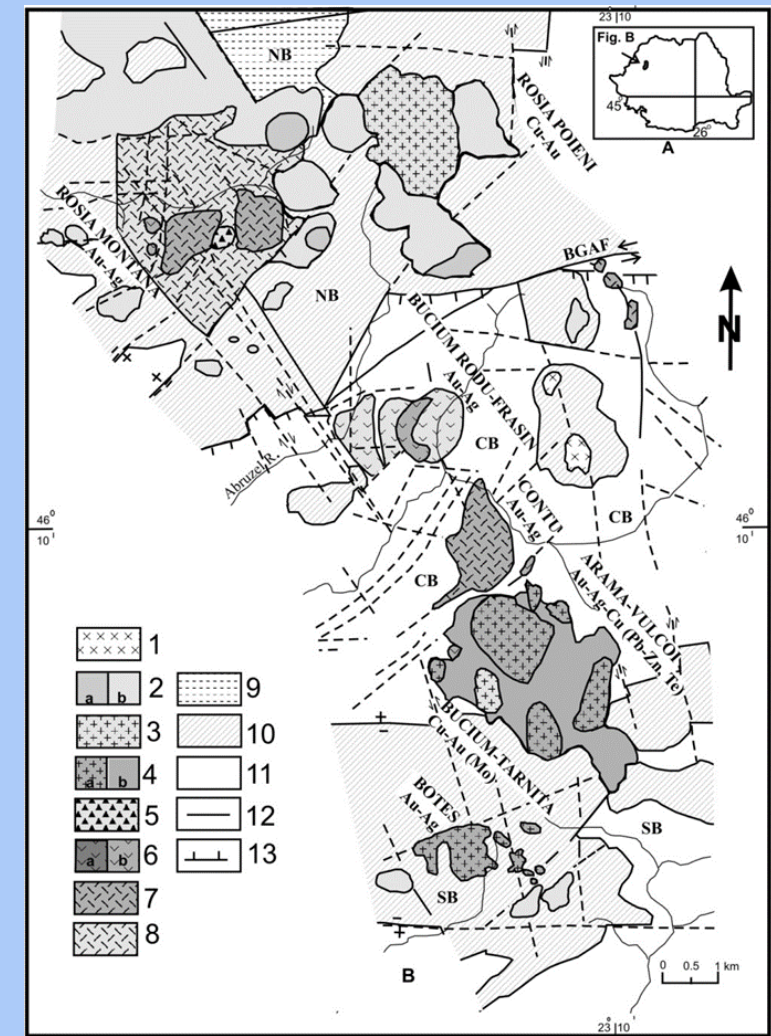 23° 10'
Fig. B
45°
26°
A
NB
ROSIA POIENI
Cu-Au
ROSIA MONTANA
Au-Ag
BGAF
NB
N
BUCIUM RODU-FRASIN
Au-Ag
CB
Abruzel R.
CONTU
Au-Ag
CB
46°
10'
46°
10'
CB
ARAMA-VULCOI
Au-Ag-Cu (Pb-Zn, Te)
BUCIUM-TARNITA
Cu-Au (Mo)
BOTES
Au-Ag
SB
SB
1
a b 2
3
a b 4
5
a b 6
7
8
9
10
11
12
13
B
0 0.5 1 km
23° 10'